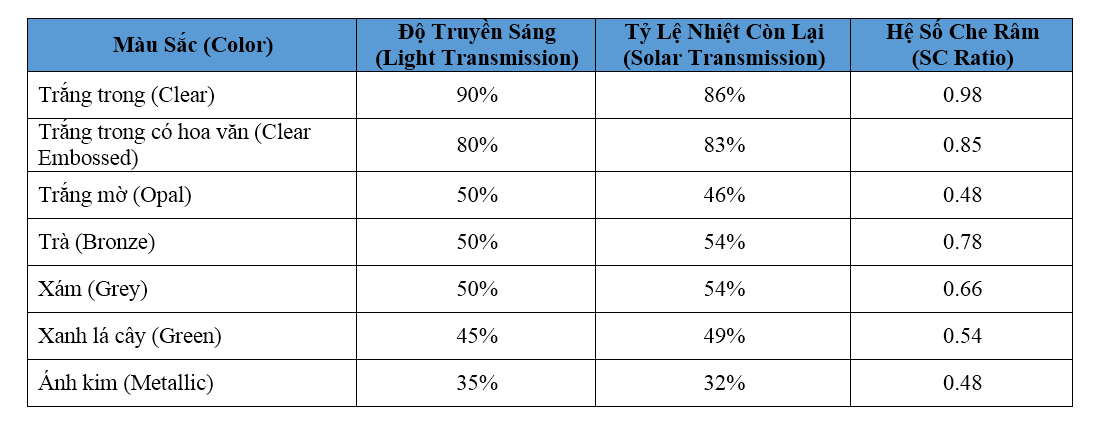 Màu Sắc (Color)
Độ Truyền Sáng
(Light Transmission)
Tỷ Lệ Nhiệt Còn Lại
(Solar Transmission)
Hệ Số Che Râm
(SC Ratio)
Trắng trong (Clear)
90%
86%
0.98
Trắng trong có hoa văn (Clear
Embossed)
80%
83%
0.85
Trắng mờ (Opal)
50%
46%
0.48
Trà (Bronze)
50%
54%
0.78
Xám (Grey)
50%
54%
0.66
Xanh lá cây (Green)
45%
49%
0.54
Ánh kim (Metallic)
35%
32%
0.48